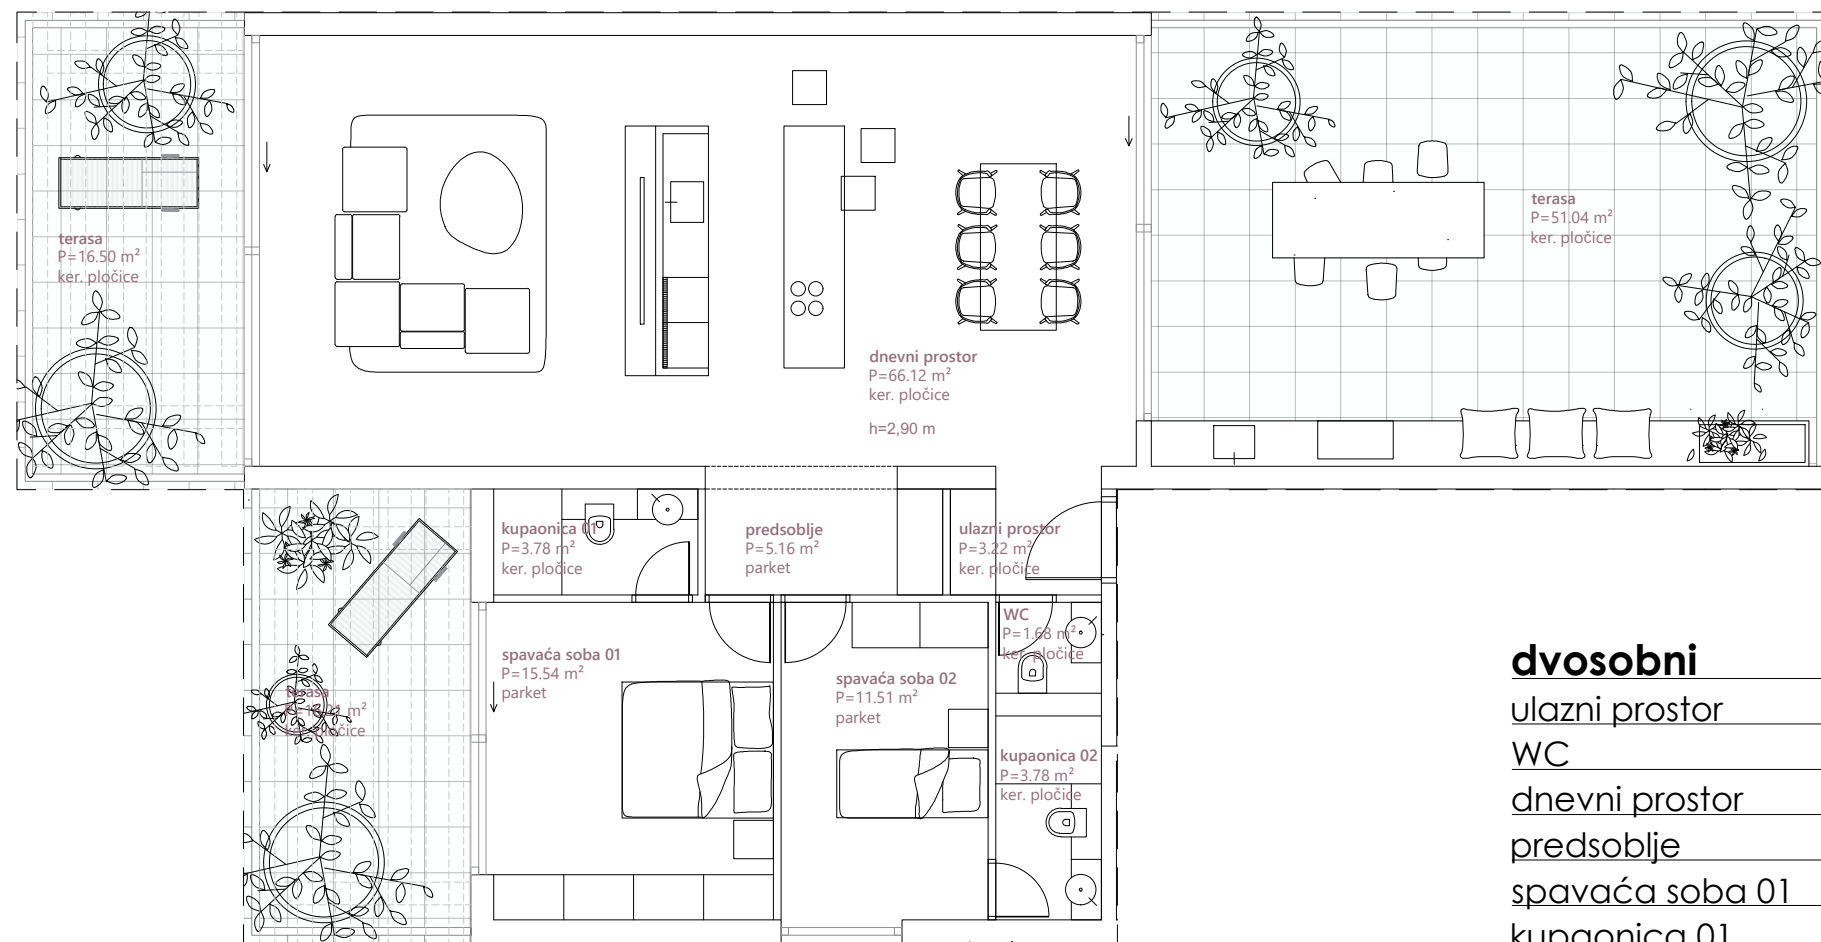 terasa
P=16.50 m²
ker. pločice
dnevni prostor
P=66.12 m²
ker. pločice
h=2,90 m
terasa
P=51.04 m²
ker. pločice
kupaonica 01
P=3.78 m²
ker. pločice
predsoblje
P=5.16 m²
parket
ulazni prostor
P=3.22 m²
ker. pločice
WC
P=1.68 m²
ker. pločice
spavaća soba 01
P=15.54 m²
parket
spavaća soba 02
P=11.51 m²
parket
terasa
m²
ker. pločice
kupaonica 02
P=3.78 m²
ker. pločice
dvosobni
ulazni prostor
WC
dnevni prostor
predsoblje
spavaća soba 01
kupaonica 01